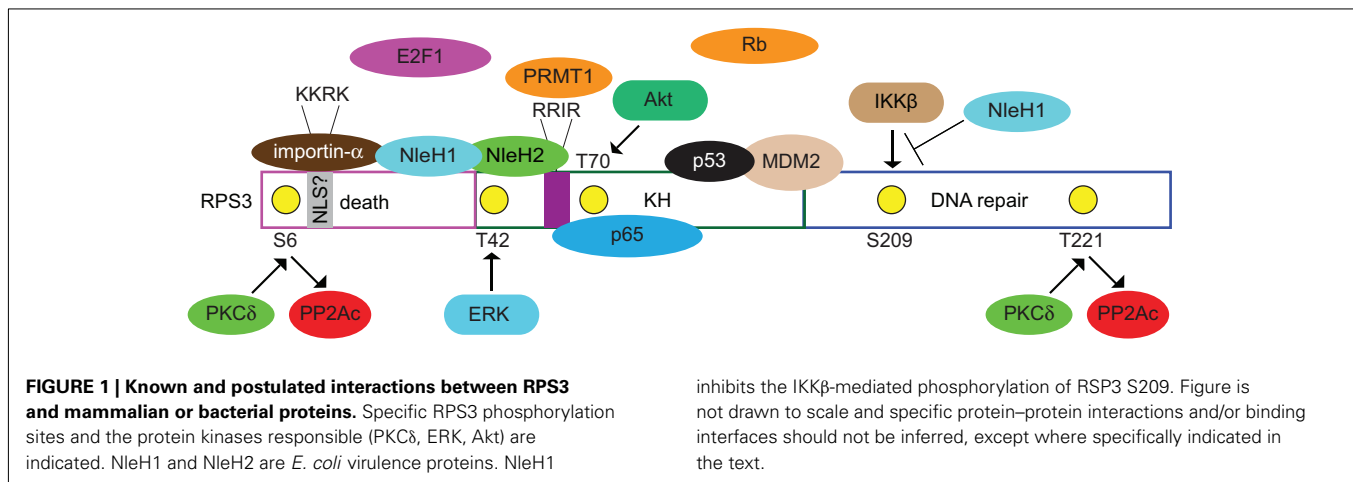 E2F1
Rb
PRMT1
KKRK
Akt
IKKβ
NleH1
RRIR
importin-α
NleH1
NleH2
T70
p53
MDM2
RPS3
NLS?
death
KH
DNA repair
p65
S6
T42
S209
T221
PKCδ
PP2Ac
ERK
PKCδ
PP2Ac
FIGURE 1 | Known and postulated interactions between RPS3
and mammalian or bacterial proteins. Specific RPS3 phosphorylation
sites and the protein kinases responsible (PKCδ, ERK, Akt) are
indicated. NleH1 and NleH2 are E. coli virulence proteins. NleH1
inhibits the IKKβ-mediated phosphorylation of RSP3 S209. Figure is
not drawn to scale and specific protein–protein interactions and/or binding
interfaces should not be inferred, except where specifically indicated in
the text.